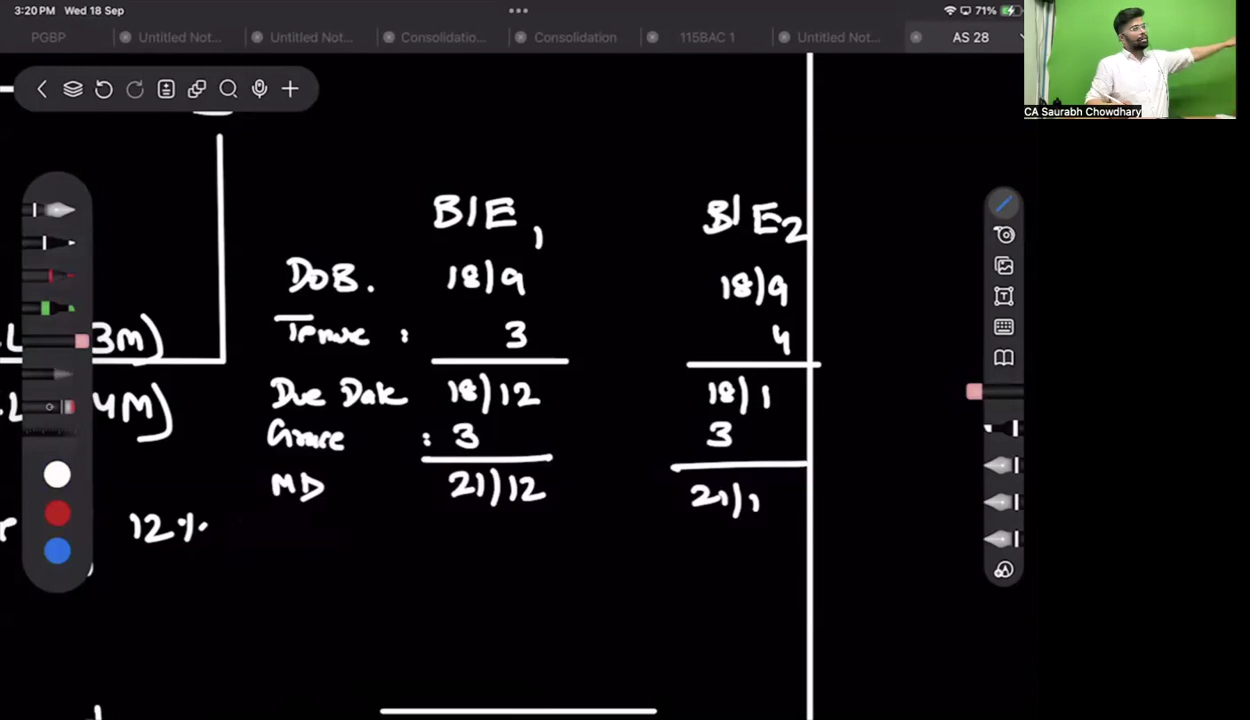 3:20 PM Wed 18 Sep
71%
PGBP
Untitled Not...
Untitled Not...
Consolidatio...
Consolidation
115BAC 1
Untitled Not...
AS 28
CA Saurabh Chowdhary
B/E1 B/E2
DOB. 18/9 18/9
Tenure : 3 4
3M)
Due Date 18/12 18/1
4M)
Grace : 3 3
MD 21/12 21/1
12%